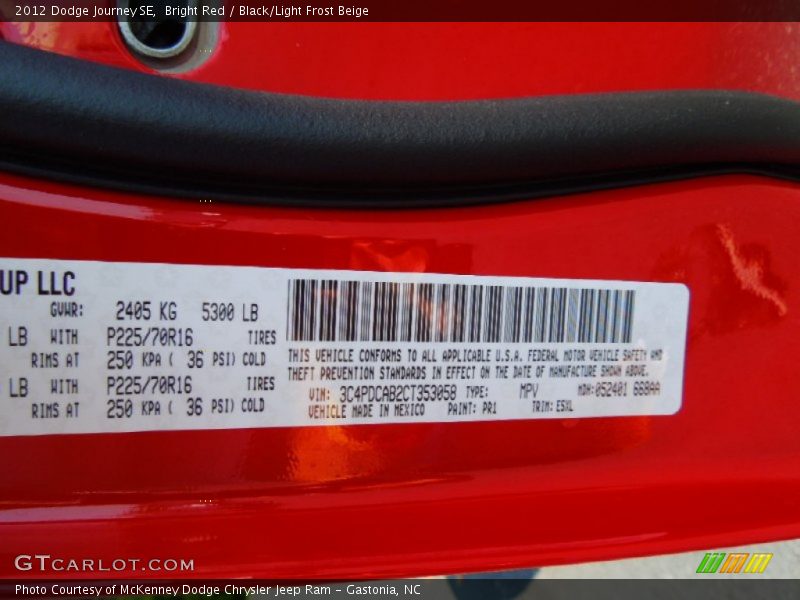 2012 Dodge Journey SE, Bright Red / Black/Light Frost Beige
UP LLC
GVWR: 2405 KG 5300 LB
LB WITH P225/70R16 TIRES
RIMS AT 250 KPA ( 36 PSI) COLD
LB WITH P225/70R16 TIRES
RIMS AT 250 KPA ( 36 PSI) COLD
THIS VEHICLE CONFORMS TO ALL APPLICABLE U.S.A. FEDERAL MOTOR VEHICLE SAFETY AND
THEFT PREVENTION STANDARDS IN EFFECT ON THE DATE OF MANUFACTURE SHOWN ABOVE.
VIN: 3C4PDCAB2CT353058 TYPE: MPV MDH:052401 668AA
VEHICLE MADE IN MEXICO PAINT: PR1 TRIM: ESXL
GTCARLOT.COM
Photo Courtesy of McKenney Dodge Chrysler Jeep Ram – Gastonia, NC